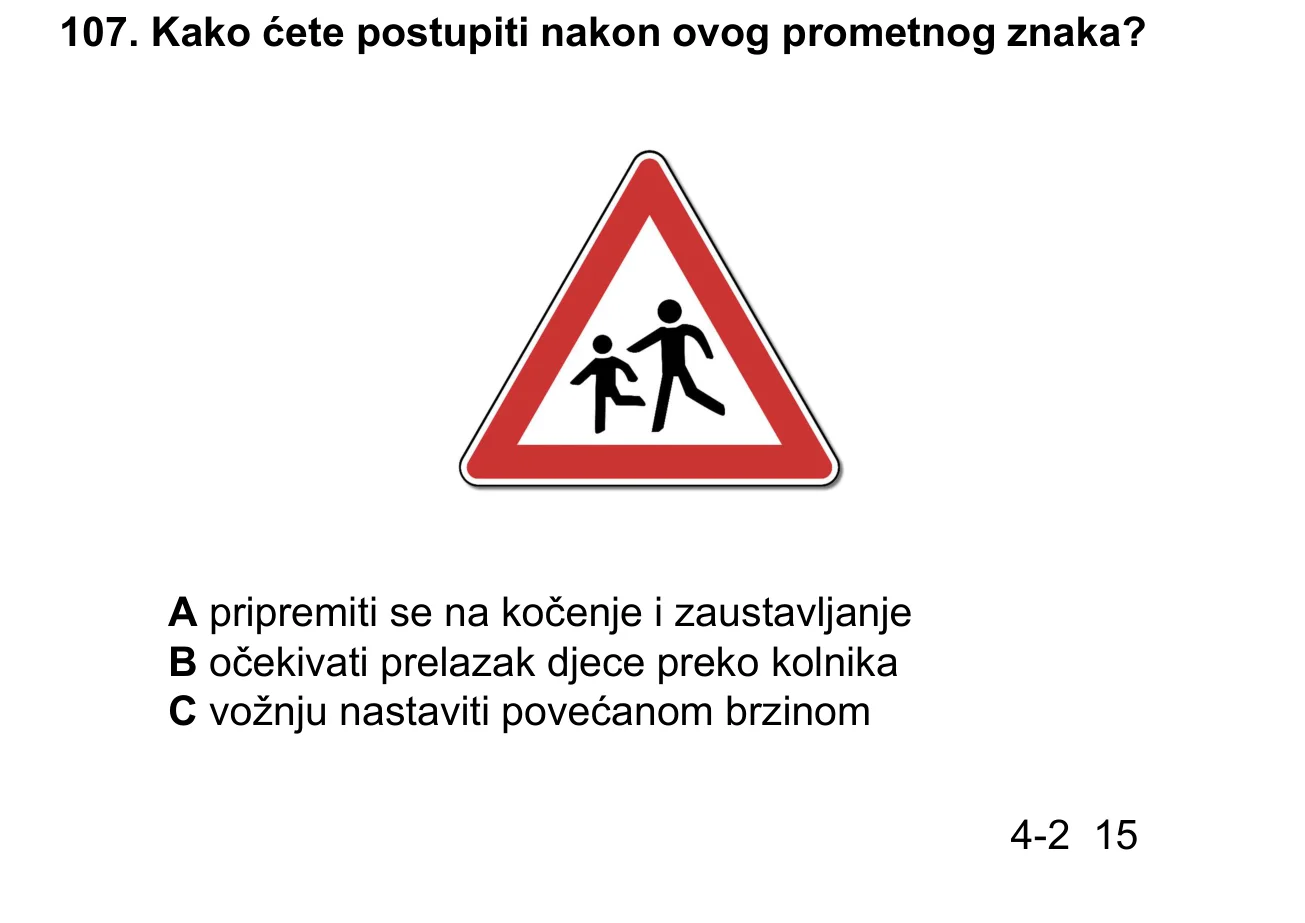 107. Kako ćete postupiti nakon ovog prometnog znaka?
A pripremiti se na kočenje i zaustavljanje
B očekivati prelazak djece preko kolnika
C vožnju nastaviti povećanom brzinom
4-2 15